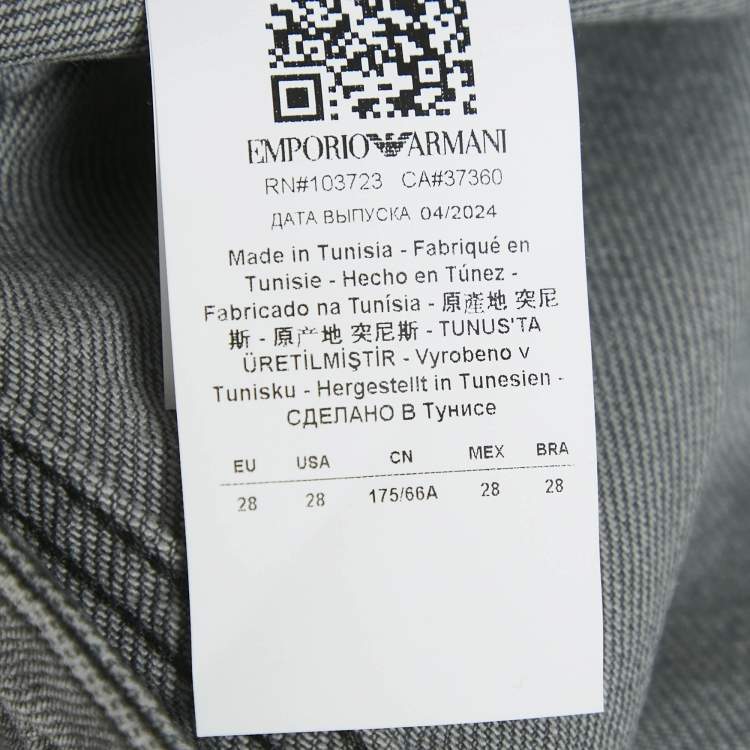 EMPORIO ARMANI
RN#103723 CA#37360
ДАТА ВЫПУСКА 04/2024
Made in Tunisia - Fabriqué en
Tunisie - Hecho en Túnez -
Fabricado na Tunísia - 原產地 突尼
斯 - 原产地 突尼斯 - TUNUS'TA
ÜRETİLMİŞTİR - Vyrobeno v
Tunisku - Hergestellt in Tunesien -
СДЕЛАНО В Тунисе
EU USA CN MEX BRA
28 28 175/66A 28 28